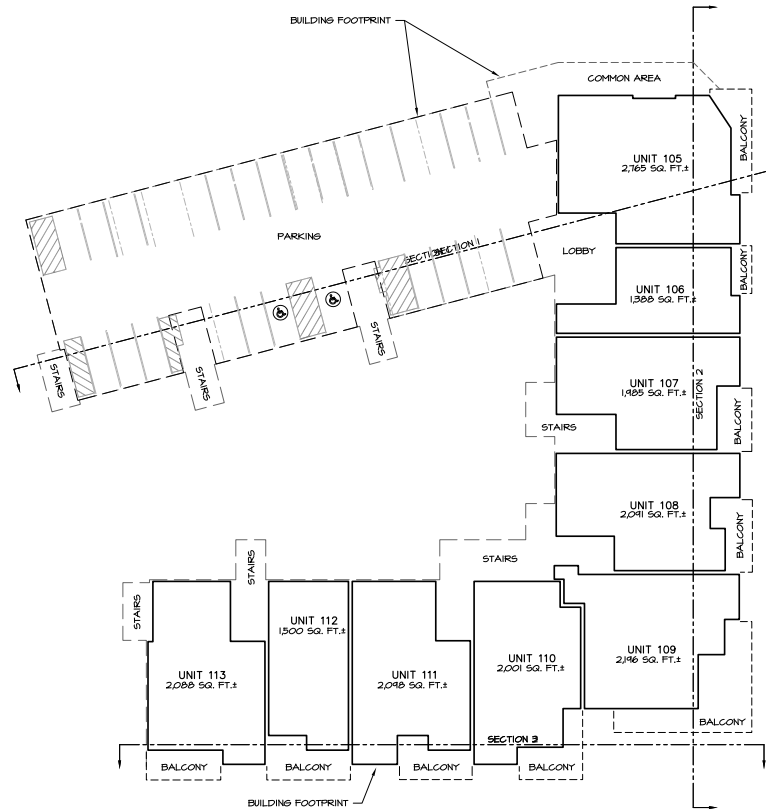 BUILDING FOOTPRINT
COMMON AREA
BALCONY
UNIT 105
2,765 SQ. FT.±
PARKING
SECTION 1
LOBBY
BALCONY
UNIT 106
1,388 SQ. FT.±
STAIRS
STAIRS
STAIRS
UNIT 107
1,985 SQ. FT.±
SECTION 2
BALCONY
STAIRS
UNIT 108
2,091 SQ. FT.±
BALCONY
STAIRS
STAIRS
STAIRS
UNIT 112
1,500 SQ. FT.±
UNIT 113
2,088 SQ. FT.±
UNIT 111
2,098 SQ. FT.±
UNIT 110
2,001 SQ. FT.±
UNIT 109
2,196 SQ. FT.±
BALCONY
SECTION 3
BALCONY
BALCONY
BALCONY
BALCONY
BUILDING FOOTPRINT